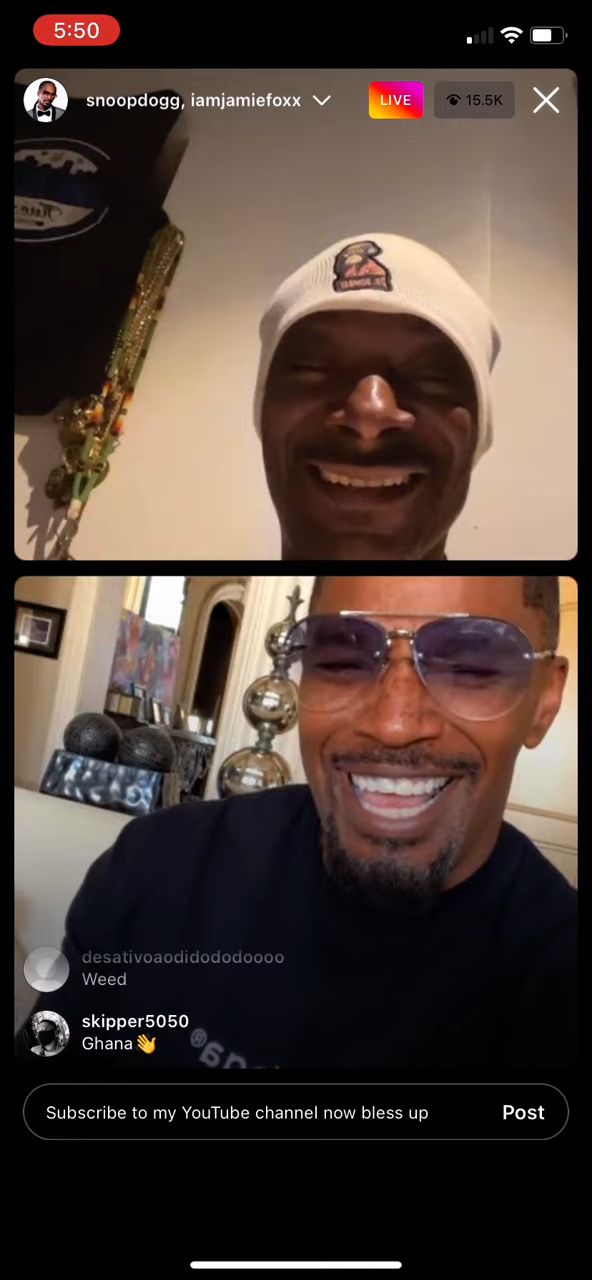 5:50
snoopdogg, iamjamiefoxx
LIVE
15.5K
desativoaodidododoooo
Weed
skipper5050
Ghana👋
Subscribe to my YouTube channel now bless up
Post